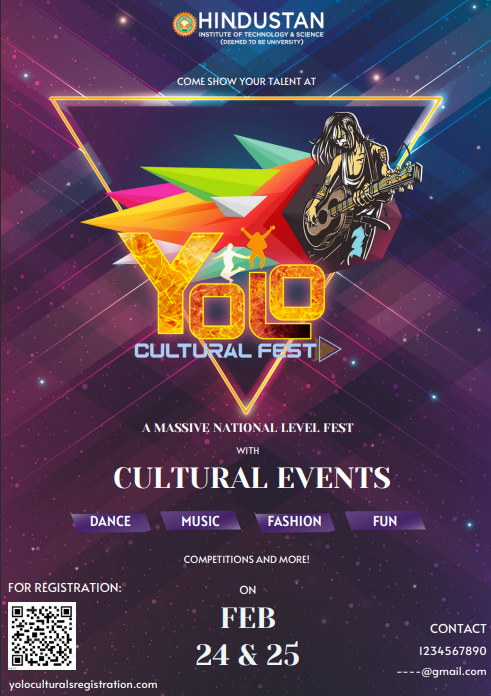 HINDUSTAN
INSTITUTE OF TECHNOLOGY & SCIENCE
(DEEMED TO BE UNIVERSITY)
COME SHOW YOUR TALENT AT
YOLO
CULTURAL FEST
A MASSIVE NATIONAL LEVEL FEST
WITH
CULTURAL EVENTS
DANCE MUSIC FASHION FUN
COMPETITIONS AND MORE!
FOR REGISTRATION:
ON
FEB
24 & 25
CONTACT
1234567890
----@gmail.com
yoloculturalsregistration.com